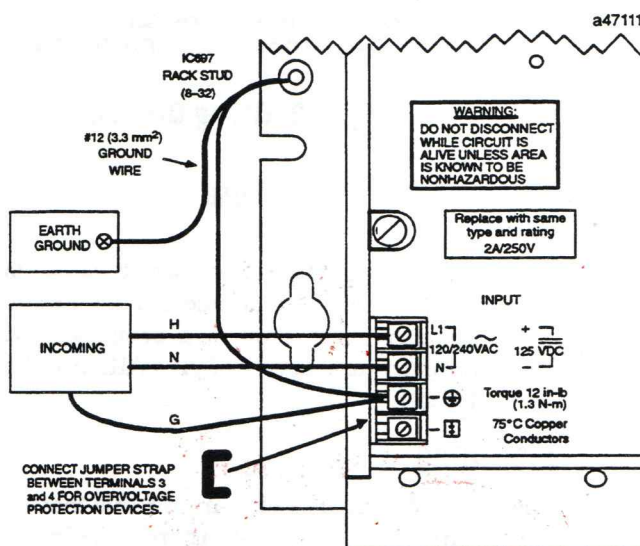 a47111
IC697
RACK STUD
(8-32)
#12 (3.3 mm²)
GROUND
WIRE
WARNING:
DO NOT DISCONNECT
WHILE CIRCUIT IS
ALIVE UNLESS AREA
IS KNOWN TO BE
NONHAZARDOUS
EARTH
GROUND
Replace with same
type and rating
2A/250V
INPUT
INCOMING
H
N
G
L1
120/240VAC
N
+
125 VDC
−
Torque 12 in-lb
(1.3 N-m)
75°C Copper
Conductors
CONNECT JUMPER STRAP
BETWEEN TERMINALS 3
and 4 FOR OVERVOLTAGE
PROTECTION DEVICES.